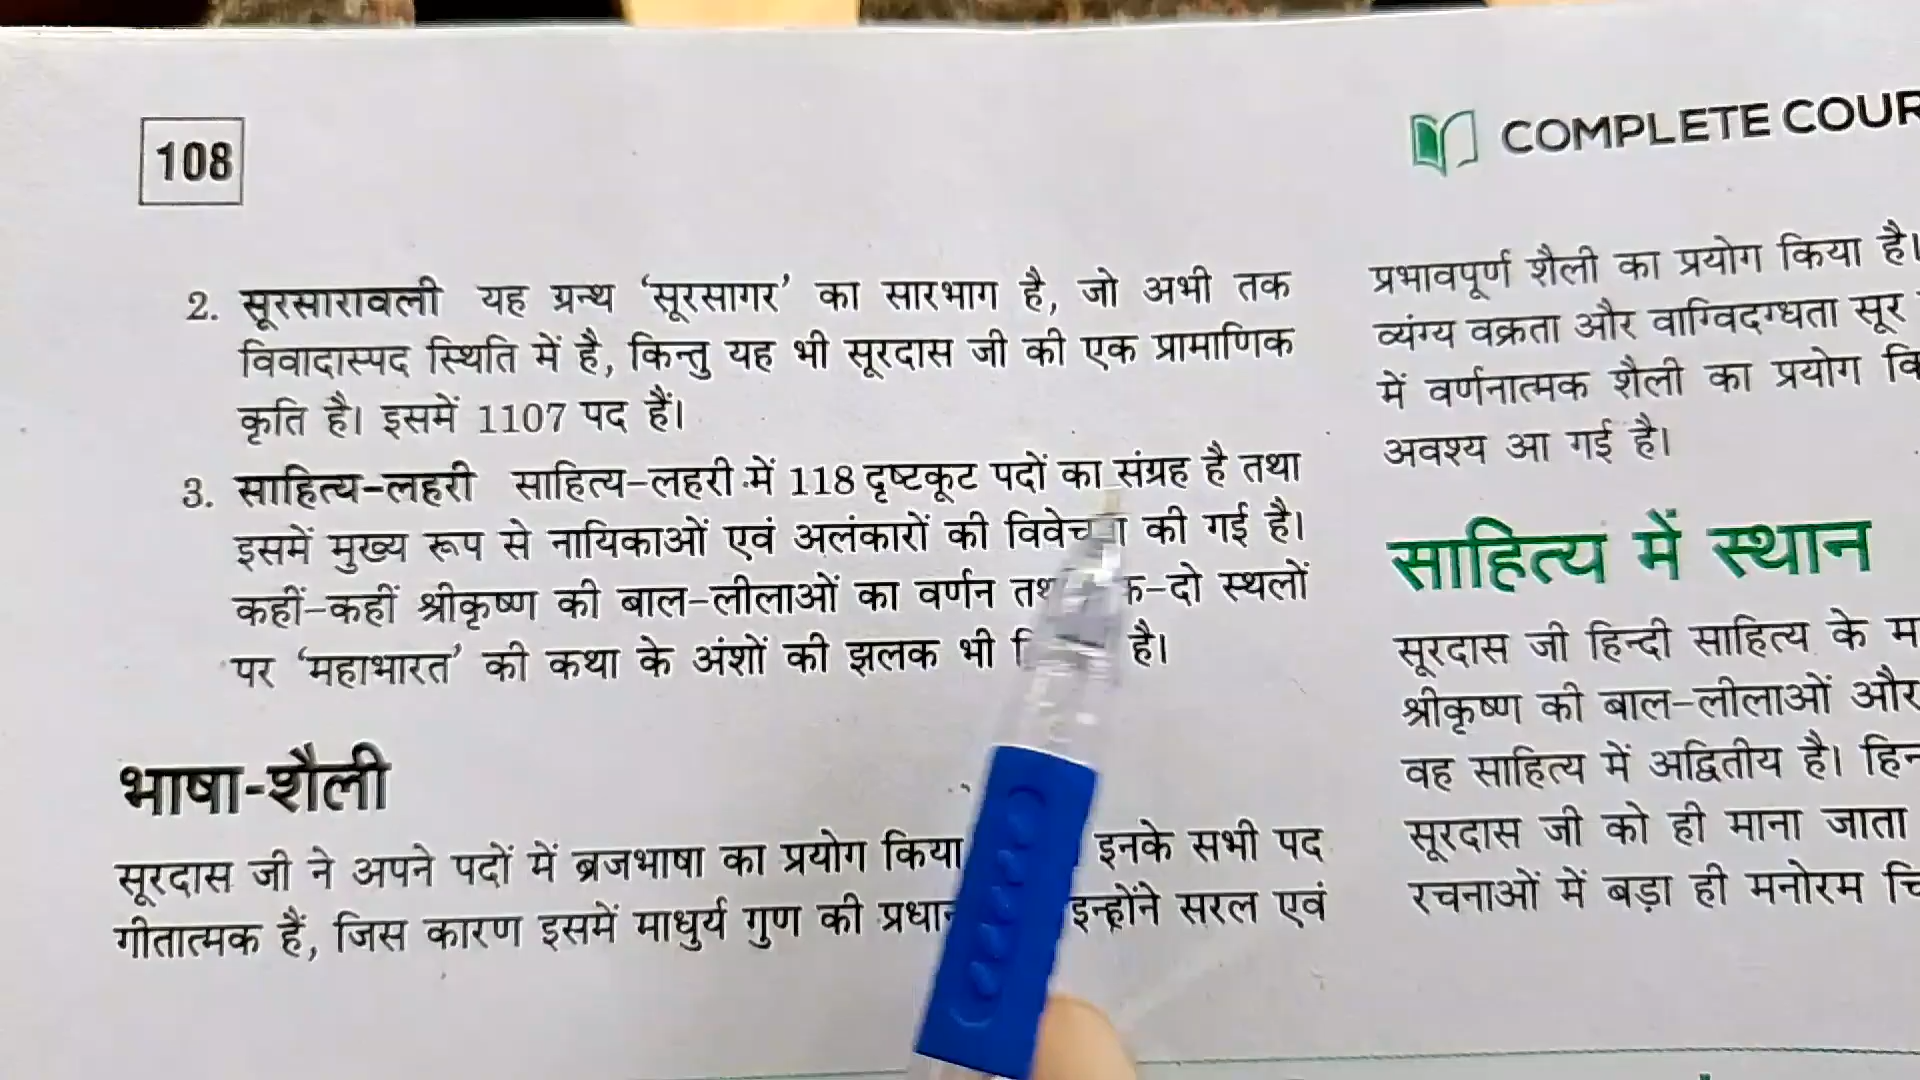 108
COMPLETE COUR
2. सूरसारावली यह ग्रन्थ ‘सूरसागर’ का सारभाग है, जो अभी तक
विवादास्पद स्थिति में है, किन्तु यह भी सूरदास जी की एक प्रामाणिक
कृति है। इसमें 1107 पद हैं।
3. साहित्य-लहरी साहित्य-लहरी में 118 दृष्टकूट पदों का संग्रह है तथा
इसमें मुख्य रूप से नायिकाओं एवं अलंकारों की की गई है।
कहीं-कहीं श्रीकृष्ण की बाल-लीलाओं का वर्णन स्थलों
पर ‘महाभारत’ की कथा के अंशों की झलक भी है।
भाषा-शैली
सूरदास जी ने अपने पदों में ब्रजभाषा का प्रयोग किया इनके सभी पद
गीतात्मक हैं, जिस कारण इसमें माधुर्य गुण की इन्होंने सरल एवं
प्रभावपूर्ण शैली का प्रयोग किया है।
व्यंग्य वक्रता और वाग्विदग्धता सूर
में वर्णनात्मक शैली का प्रयोग
अवश्य आ गई है।
साहित्य में स्थान
सूरदास जी हिन्दी साहित्य के
श्रीकृष्ण की बाल-लीलाओं और
वह साहित्य में अद्वितीय है।
सूरदास जी को ही माना जाता
रचनाओं में बड़ा ही मनोरम